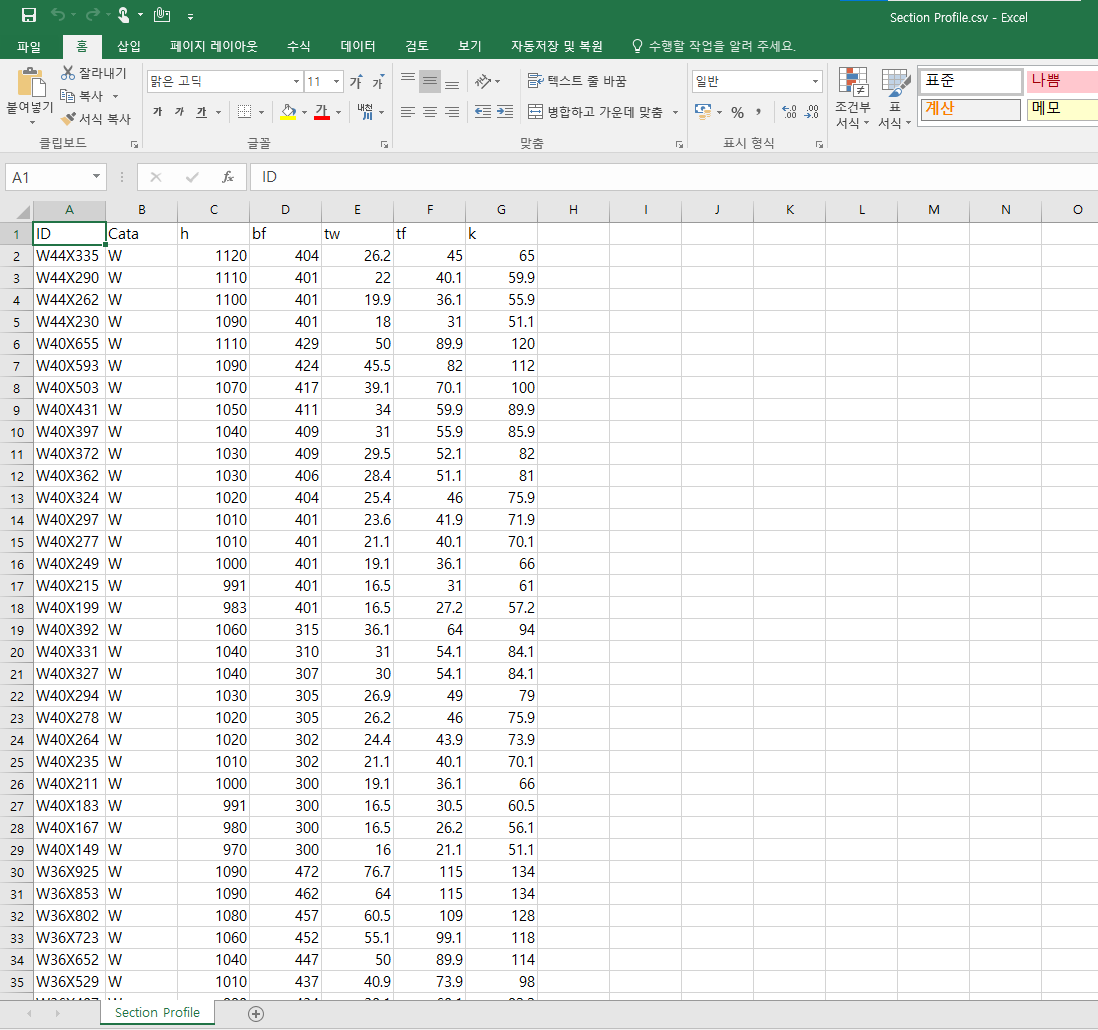 Section Profile.csv - Excel
파일 홈 삽입 페이지 레이아웃 수식 데이터 검토 보기 자동저장 및 복원 수행할 작업을 알려 주세요.
붙여넣기 잘라내기 복사 서식 복사 클립보드
맑은 고딕 11 가 가
가 가 가 가 내천 川
글꼴
텍스트 줄 바꿈
병합하고 가운데 맞춤
맞춤
일반
% ,
표시 형식
조건부 서식 표 서식
표준 나쁨
계산 메모
A1 fx ID
A B C D E F G H I J K L M N O
1 ID Cata h bf tw tf k
2 W44X335 W 1120 404 26.2 45 65
3 W44X290 W 1110 401 22 40.1 59.9
4 W44X262 W 1100 401 19.9 36.1 55.9
5 W44X230 W 1090 401 18 31 51.1
6 W40X655 W 1110 429 50 89.9 120
7 W40X593 W 1090 424 45.5 82 112
8 W40X503 W 1070 417 39.1 70.1 100
9 W40X431 W 1050 411 34 59.9 89.9
10 W40X397 W 1040 409 31 55.9 85.9
11 W40X372 W 1030 409 29.5 52.1 82
12 W40X362 W 1030 406 28.4 51.1 81
13 W40X324 W 1020 404 25.4 46 75.9
14 W40X297 W 1010 401 23.6 41.9 71.9
15 W40X277 W 1010 401 21.1 40.1 70.1
16 W40X249 W 1000 401 19.1 36.1 66
17 W40X215 W 991 401 16.5 31 61
18 W40X199 W 983 401 16.5 27.2 57.2
19 W40X392 W 1060 315 36.1 64 94
20 W40X331 W 1040 310 31 54.1 84.1
21 W40X327 W 1040 307 30 54.1 84.1
22 W40X294 W 1030 305 26.9 49 79
23 W40X278 W 1020 305 26.2 46 75.9
24 W40X264 W 1020 302 24.4 43.9 73.9
25 W40X235 W 1010 302 21.1 40.1 70.1
26 W40X211 W 1000 300 19.1 36.1 66
27 W40X183 W 991 300 16.5 30.5 60.5
28 W40X167 W 980 300 16.5 26.2 56.1
29 W40X149 W 970 300 16 21.1 51.1
30 W36X925 W 1090 472 76.7 115 134
31 W36X853 W 1090 462 64 115 134
32 W36X802 W 1080 457 60.5 109 128
33 W36X723 W 1060 452 55.1 99.1 118
34 W36X652 W 1040 447 50 89.9 114
35 W36X529 W 1010 437 40.9 73.9 98
Section Profile